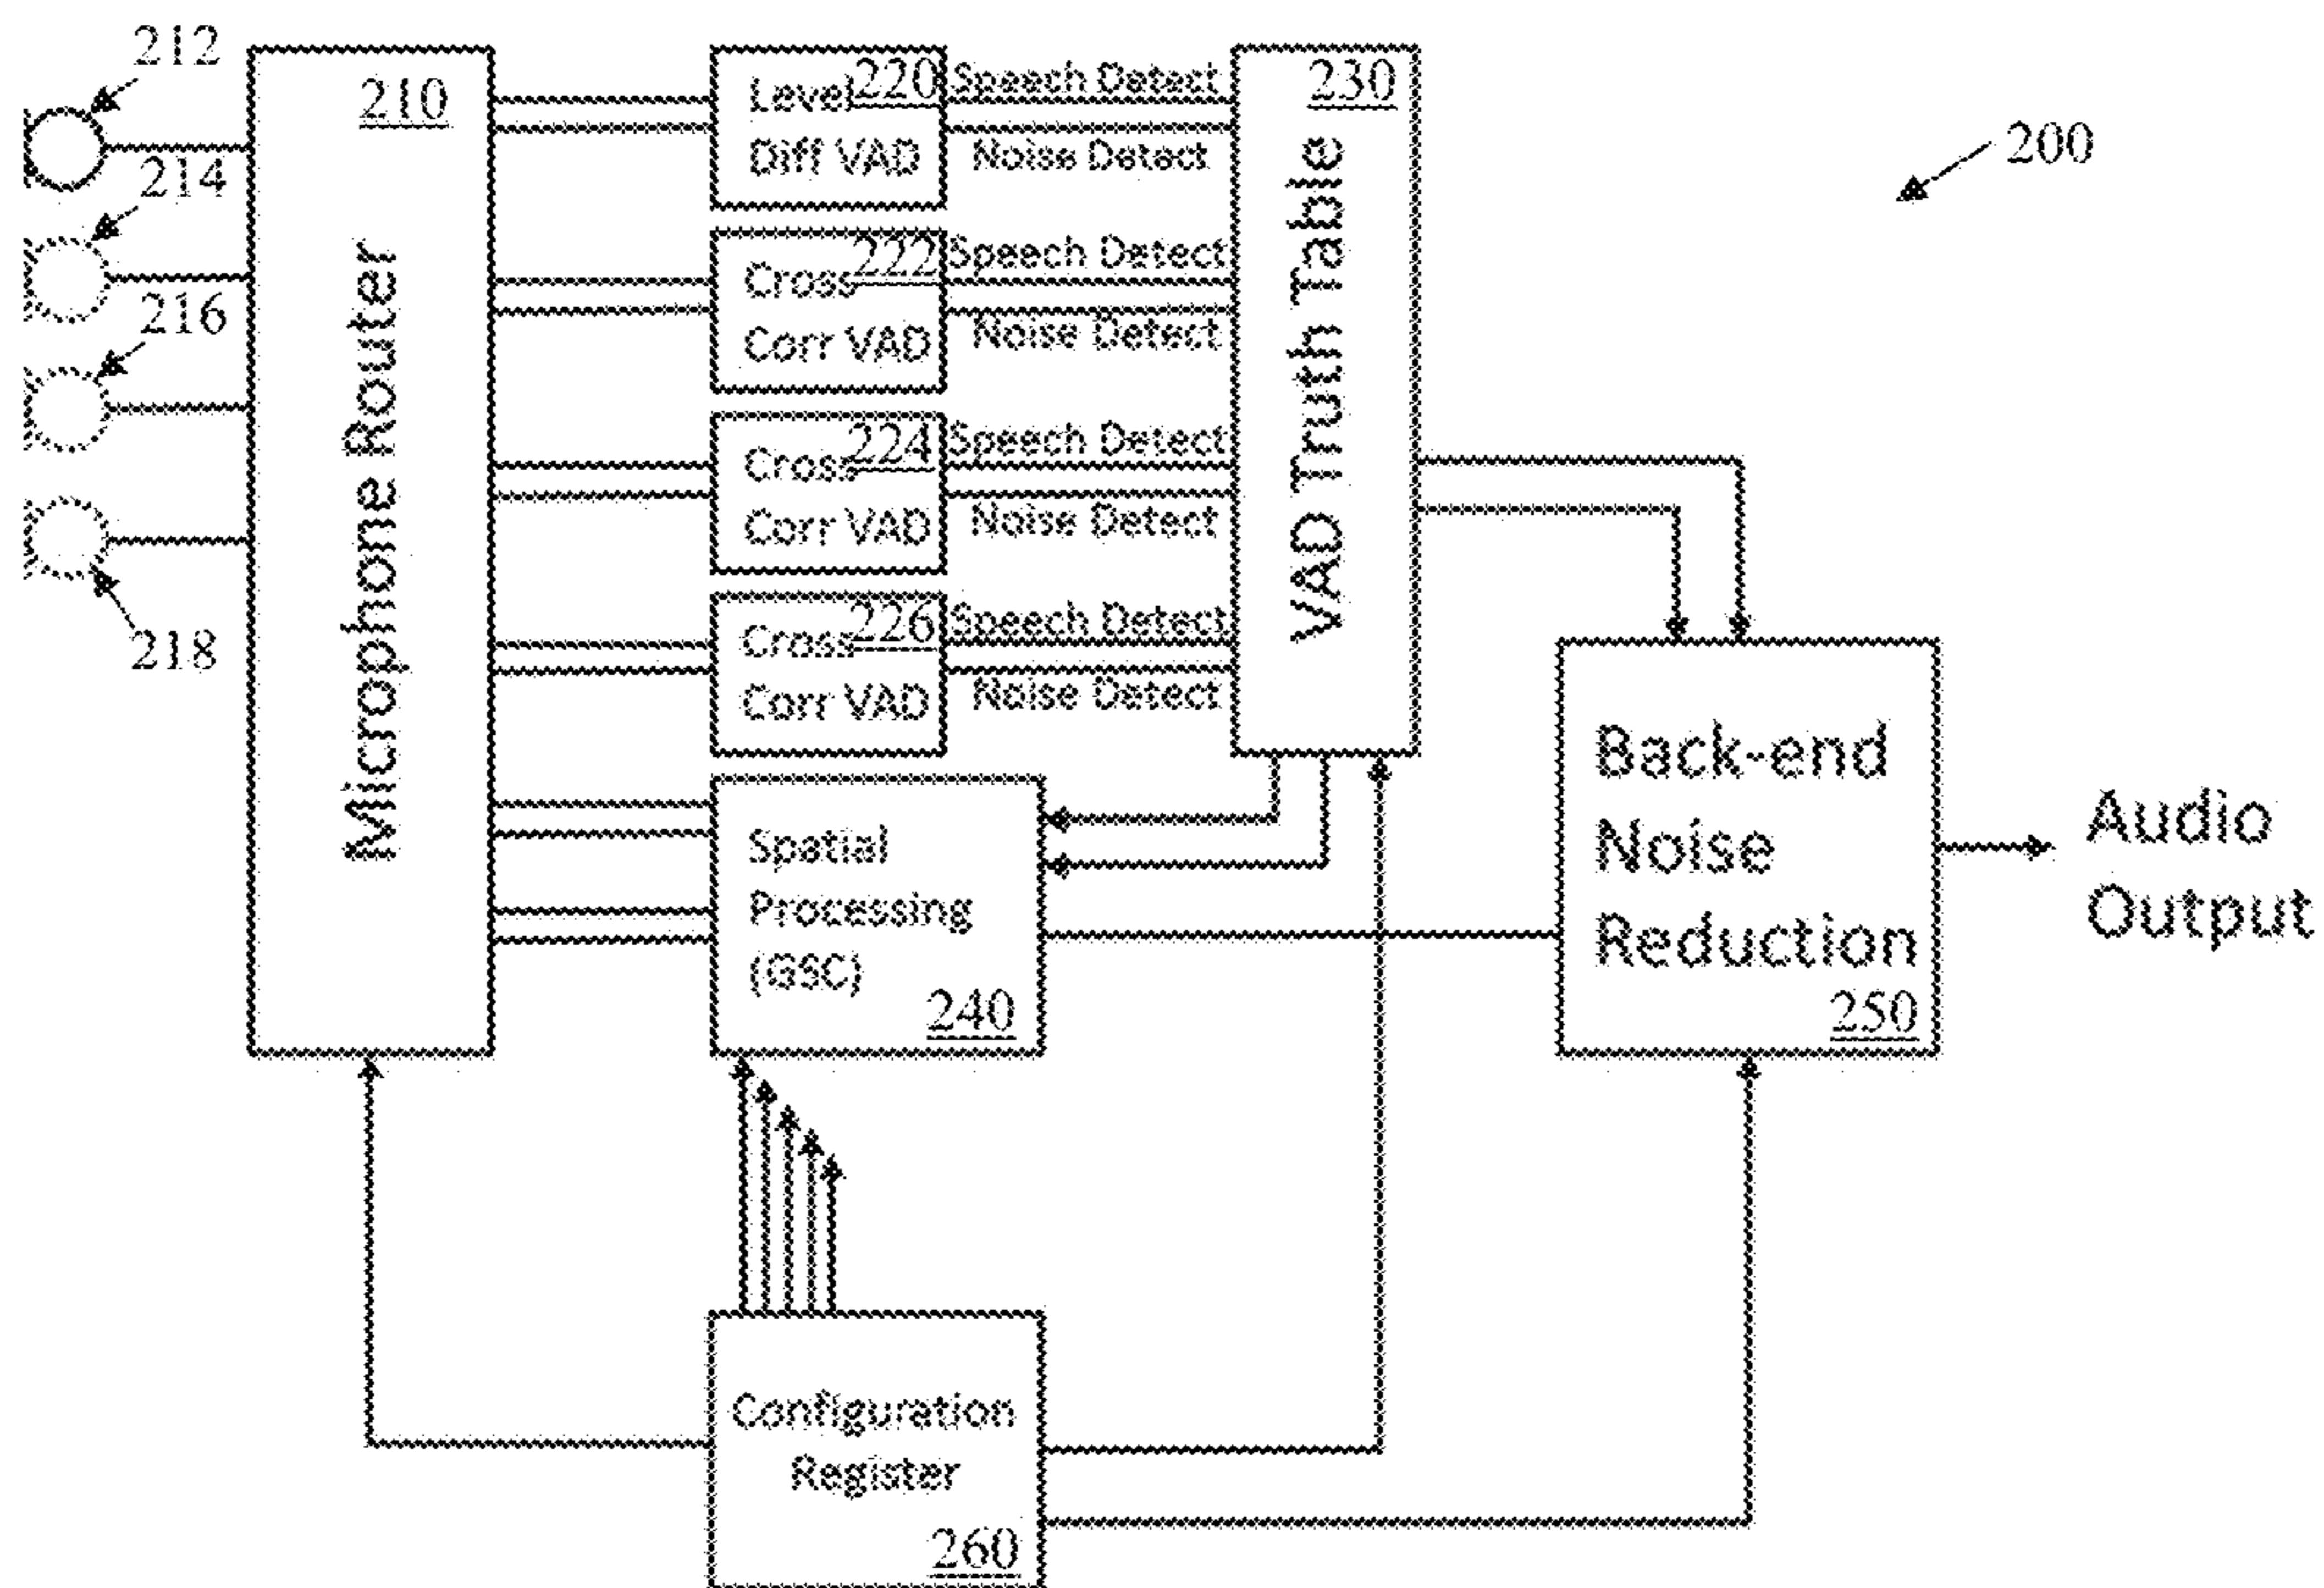 212
214
216
218
210
Microphone Router
Level 220
Diff VAD
Speech Detect
Noise Detect
Cross 222
Corr VAD
Speech Detect
Noise Detect
Cross 224
Corr VAD
Speech Detect
Noise Detect
Cross 226
Corr VAD
Speech Detect
Noise Detect
230
VAD Truth Table
200
Spatial
Processing
(GSC)
240
Back-end
Noise
Reduction
250
Audio
Output
Configuration
Register
260